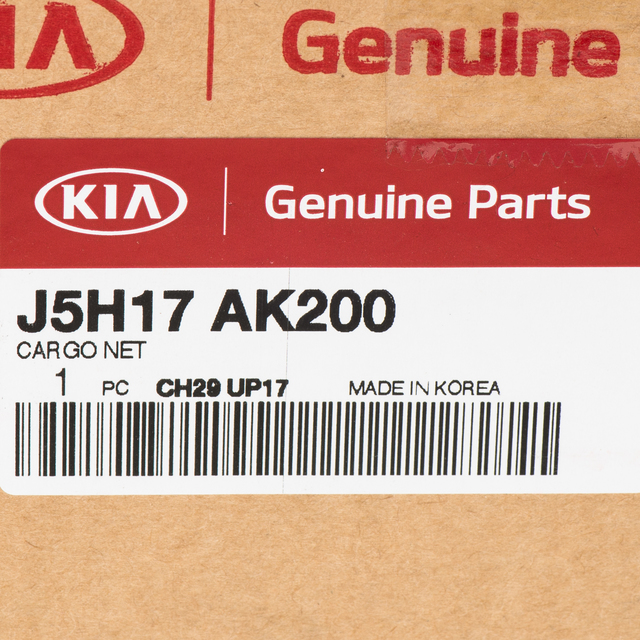 KIA Genuine
KIA Genuine Parts
J5H17 AK200
CARGO NET
1 PC CH29 UP17 MADE IN KOREA